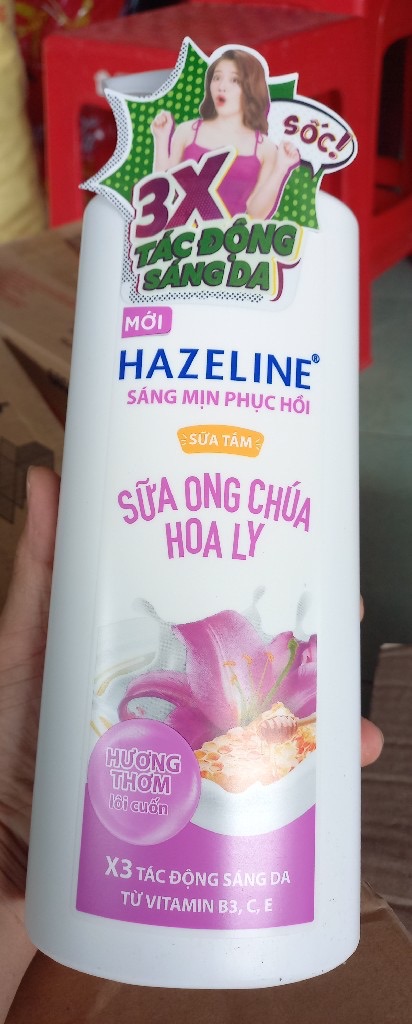 SỐC!
3X
TÁC ĐỘNG
SÁNG DA
MỚI
HAZELINE®
SÁNG MỊN PHỤC HỒI
SỮA TẮM
SỮA ONG CHÚA
HOA LY
HƯƠNG
THƠM
lôi cuốn
X3 TÁC ĐỘNG SÁNG DA
TỪ VITAMIN B3, C, E